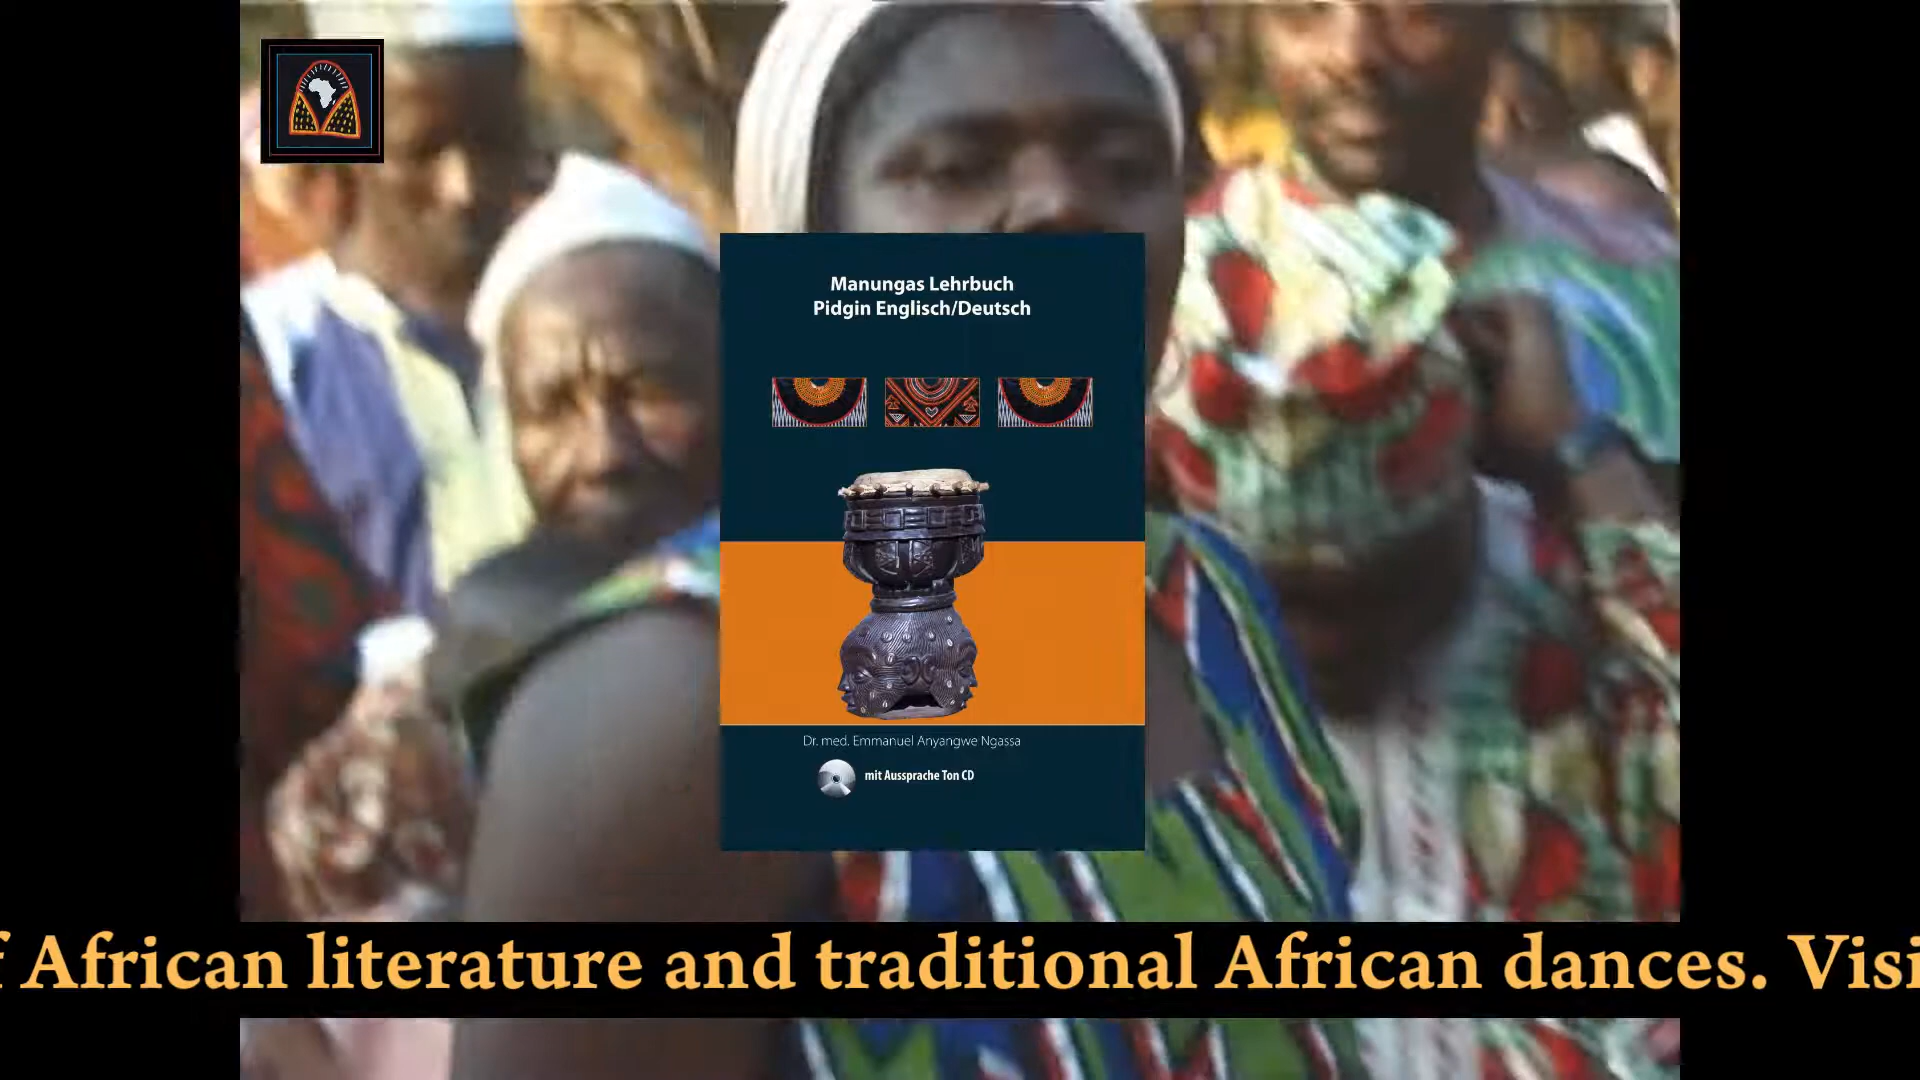 Manungas Lehrbuch
Pidgin Englisch/Deutsch
Dr. med. Emmanuel Anyangwe Ngassa
mit Aussprache Ton CD
African literature and traditional African dances.